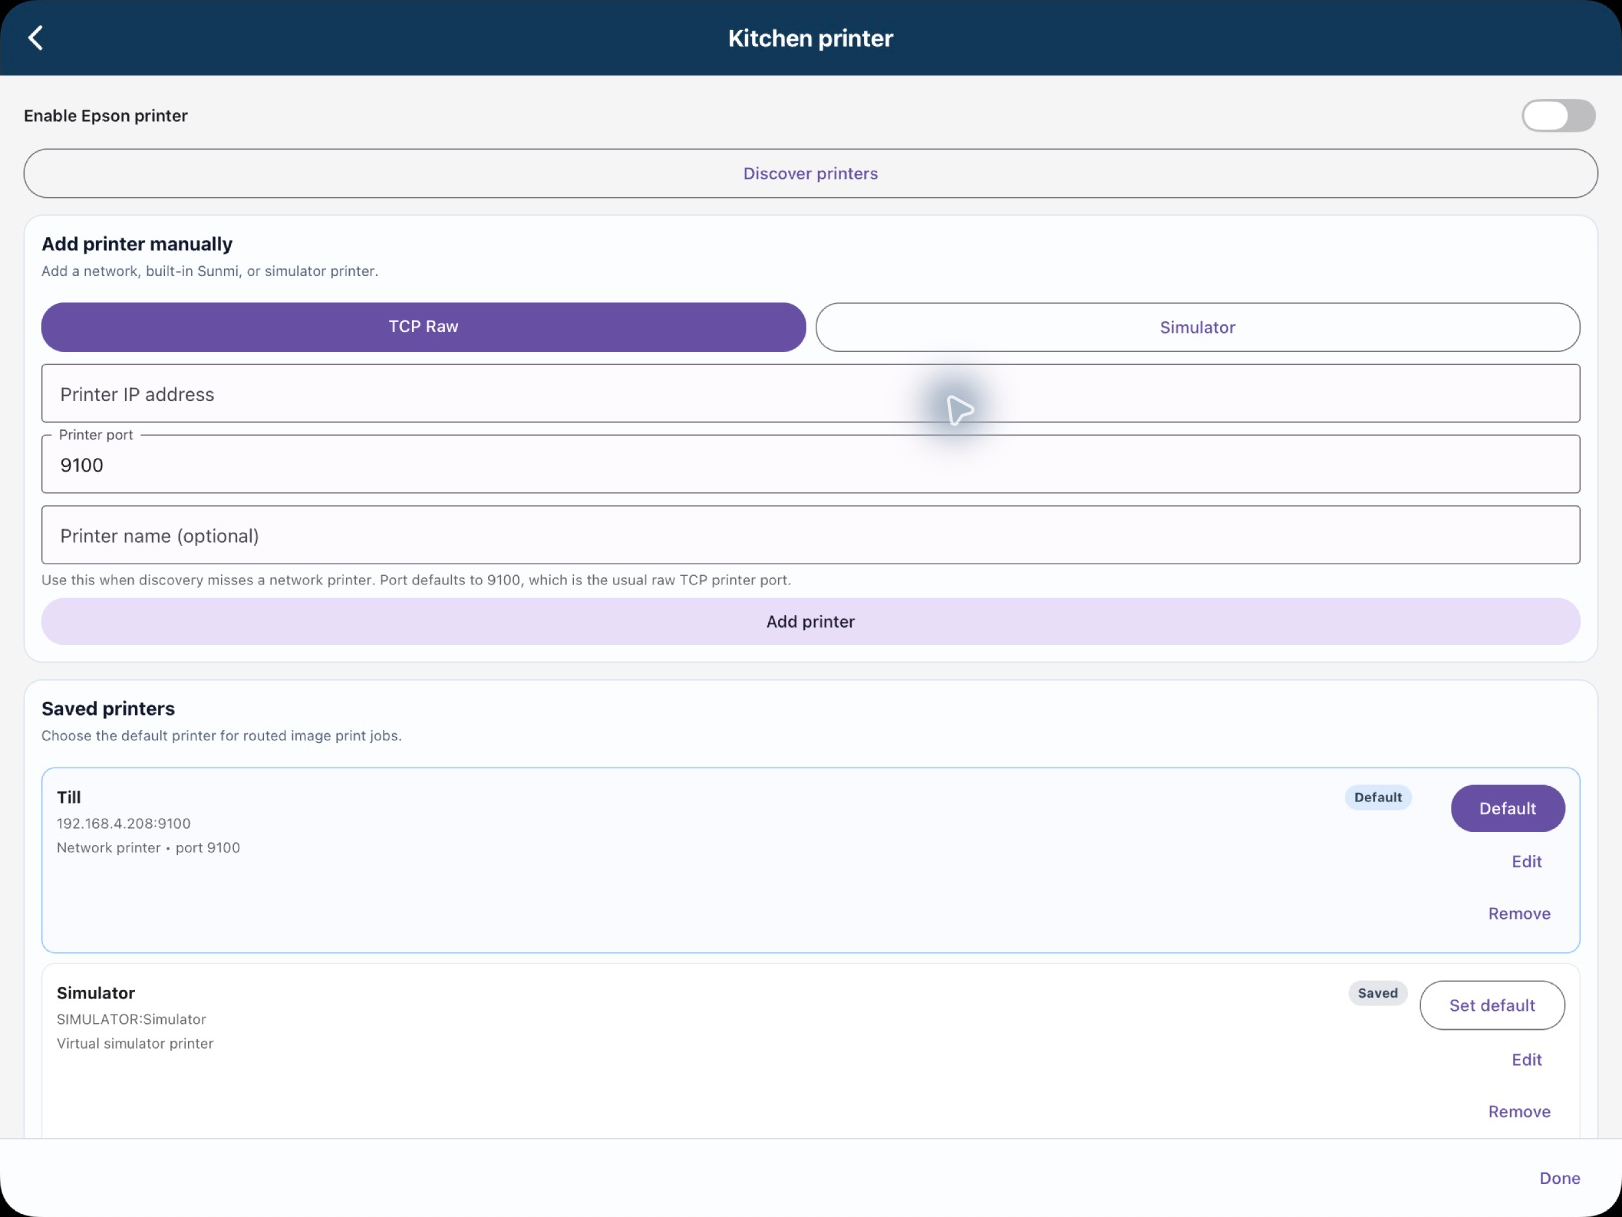 Kitchen printer
Enable Epson printer
Discover printers
Add printer manually
Add a network, built-in Sunmi, or simulator printer.
TCP Raw
Simulator
Printer IP address
Printer port
9100
Printer name (optional)
Use this when discovery misses a network printer. Port defaults to 9100, which is the usual raw TCP printer port.
Add printer
Saved printers
Choose the default printer for routed image print jobs.
Till
Default
Default
192.168.4.208:9100
Network printer • port 9100
Edit
Remove
Simulator
Saved
Set default
SIMULATOR:Simulator
Virtual simulator printer
Edit
Remove
Done